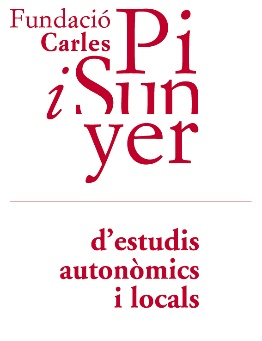 Fundació
Carles Pi
i Sun
yer
d'estudis
autonòmics
i locals